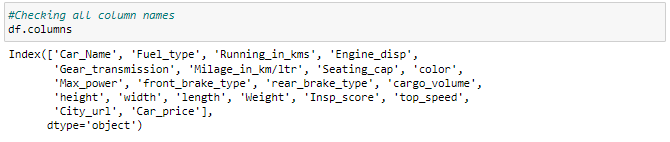 #Checking all column names
df.columns
Index(['Car_Name', 'Fuel_type', 'Running_in_kms', 'Engine_disp',
'Gear_transmission', 'Milage_in_km/ltr', 'Seating_cap', 'color',
'Max_power', 'front_brake_type', 'rear_brake_type', 'cargo_volume',
'height', 'width', 'length', 'Weight', 'Insp_score', 'top_speed',
'City_url', 'Car_price'],
dtype='object')